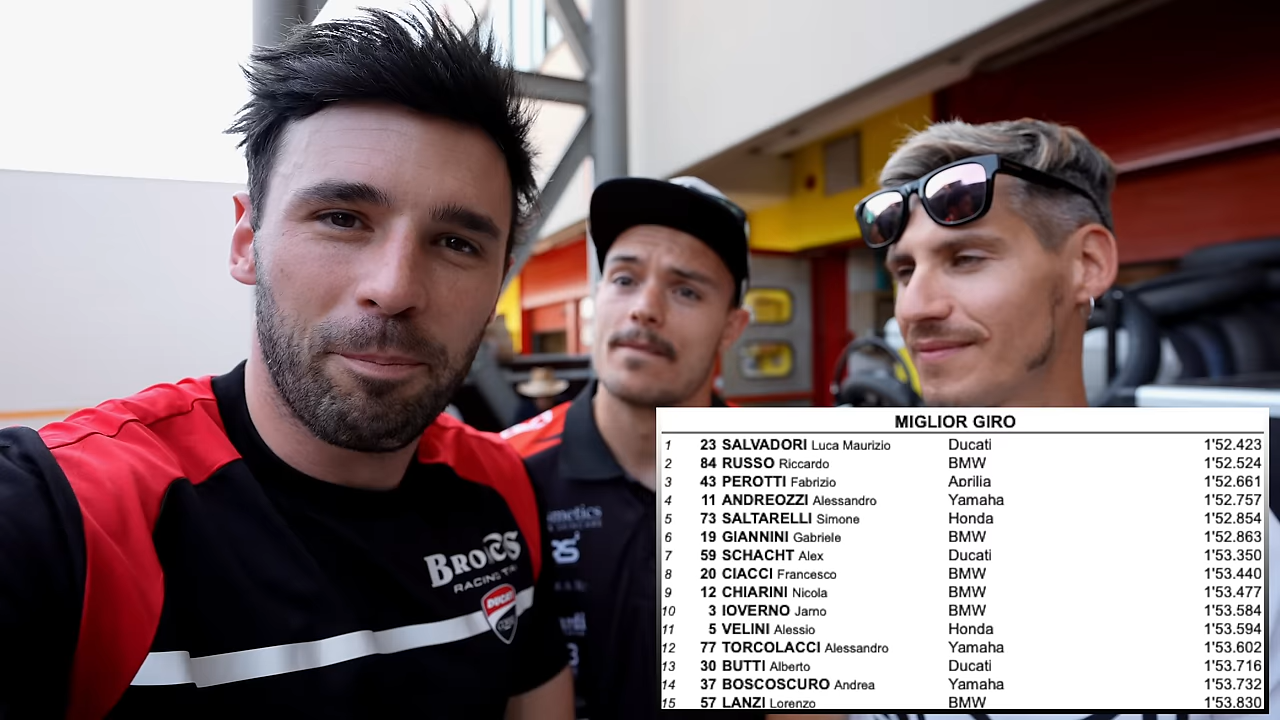 BRONCOS
RACING TEAM
DUCATI
MIGLIOR GIRO
1 23 SALVADORI Luca Maurizio Ducati 1'52.423
2 84 RUSSO Riccardo BMW 1'52.524
3 43 PEROTTI Fabrizio Aprilia 1'52.661
4 11 ANDREOZZI Alessandro Yamaha 1'52.757
5 73 SALTARELLI Simone Honda 1'52.854
6 19 GIANNINI Gabriele BMW 1'52.863
7 59 SCHACHT Alex Ducati 1'53.350
8 20 CIACCI Francesco BMW 1'53.440
9 12 CHIARINI Nicola BMW 1'53.477
10 3 IOVERNO Jarno BMW 1'53.584
11 5 VELINI Alessio Honda 1'53.594
12 77 TORCOLACCI Alessandro Yamaha 1'53.602
13 30 BUTTI Alberto Ducati 1'53.716
14 37 BOSCOSCURO Andrea Yamaha 1'53.732
15 57 LANZI Lorenzo BMW 1'53.830